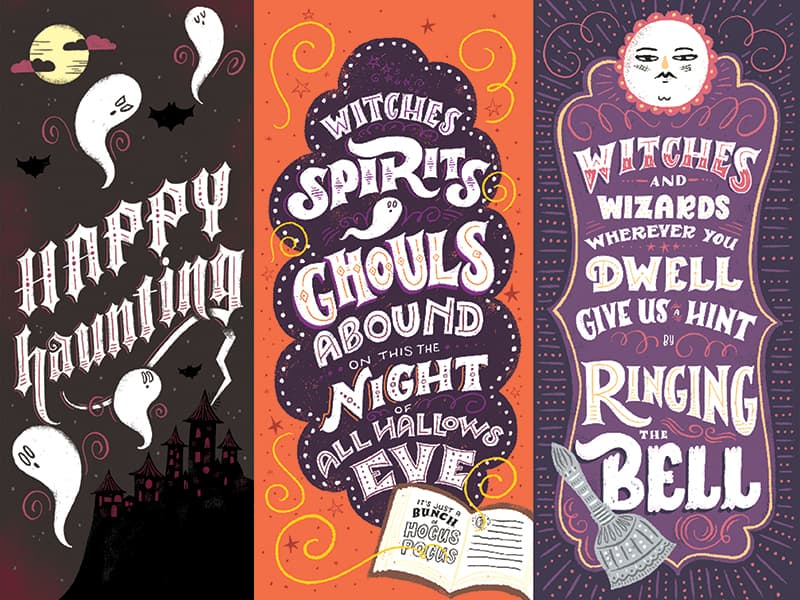 HAPPY
haunting
WITCHES
SPIRITS
GHOULS
ABOUND
ON THIS THE
NIGHT
OF
ALL HALLOWS
EVE
IT'S JUST A
BUNCH
OF
HOCUS
POCUS
WITCHES
AND
WIZARDS
WHEREVER YOU
DWELL
GIVE US A HINT
BY
RINGING
THE
BELL